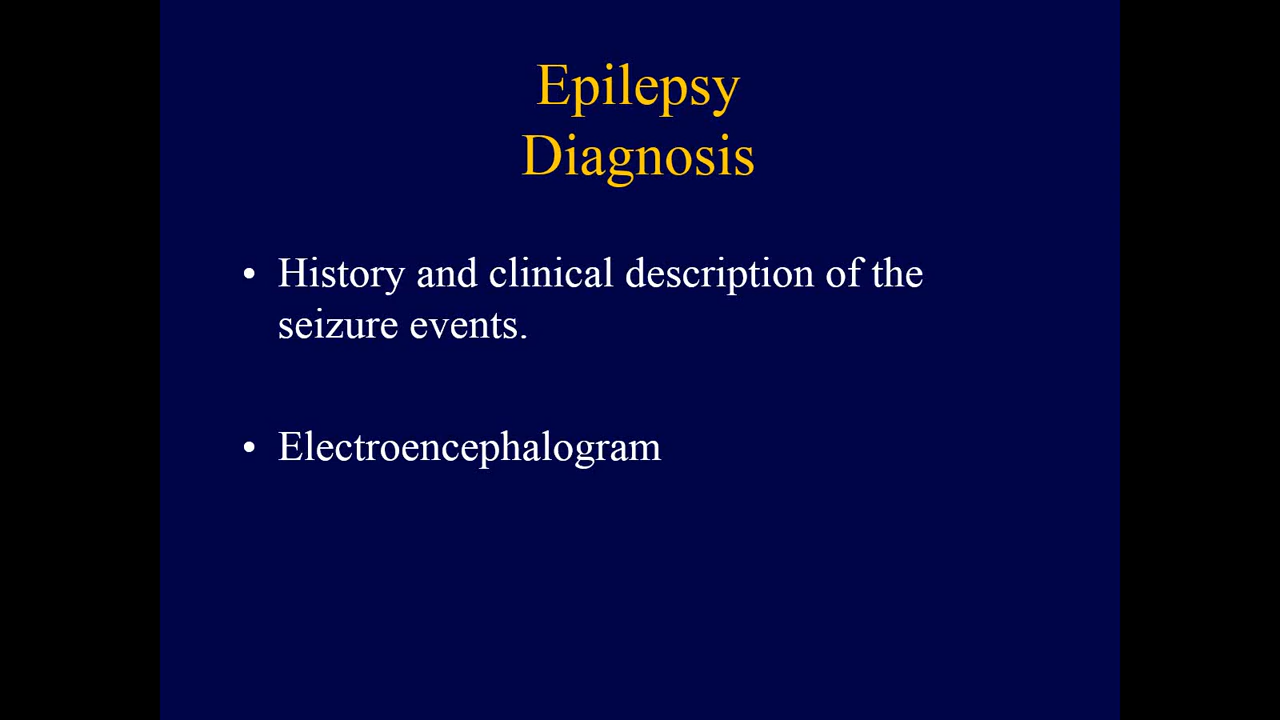 Epilepsy
Diagnosis
• History and clinical description of the
seizure events.
• Electroencephalogram